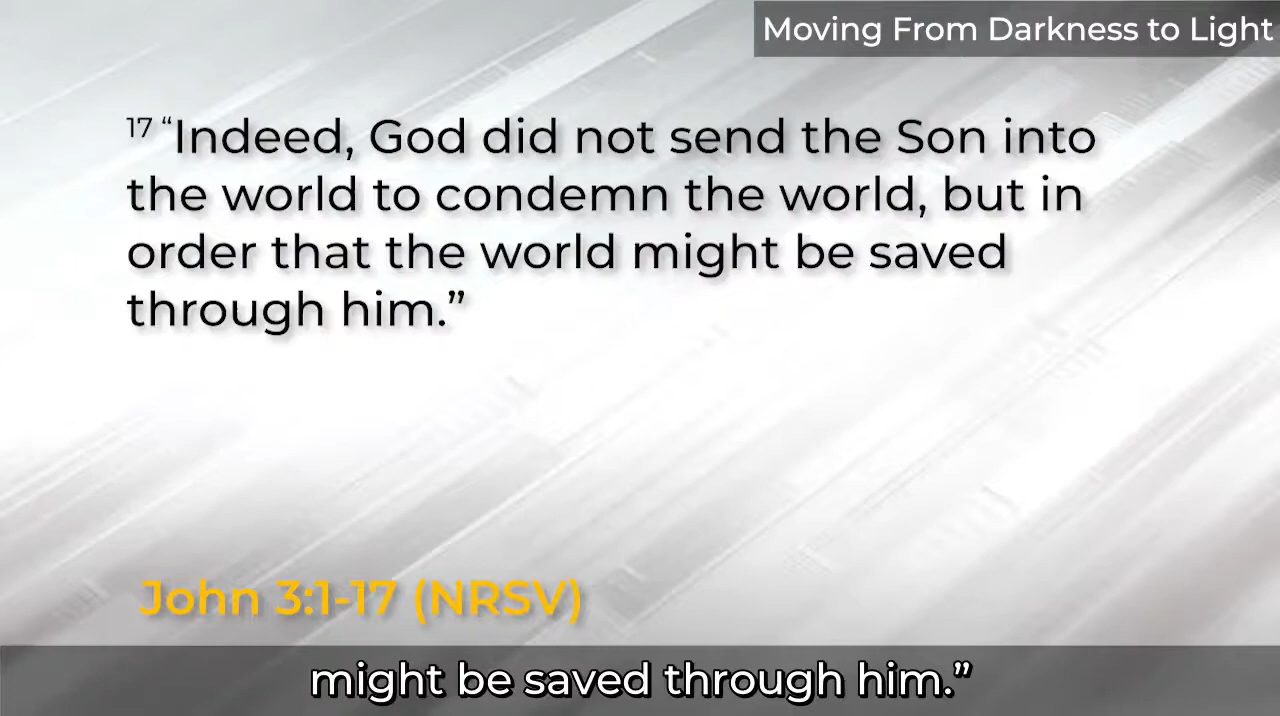 Moving From Darkness to Light
17 “Indeed, God did not send the Son into
the world to condemn the world, but in
order that the world might be saved
through him.”
John 3:1-17 (NRSV)
might be saved through him.”